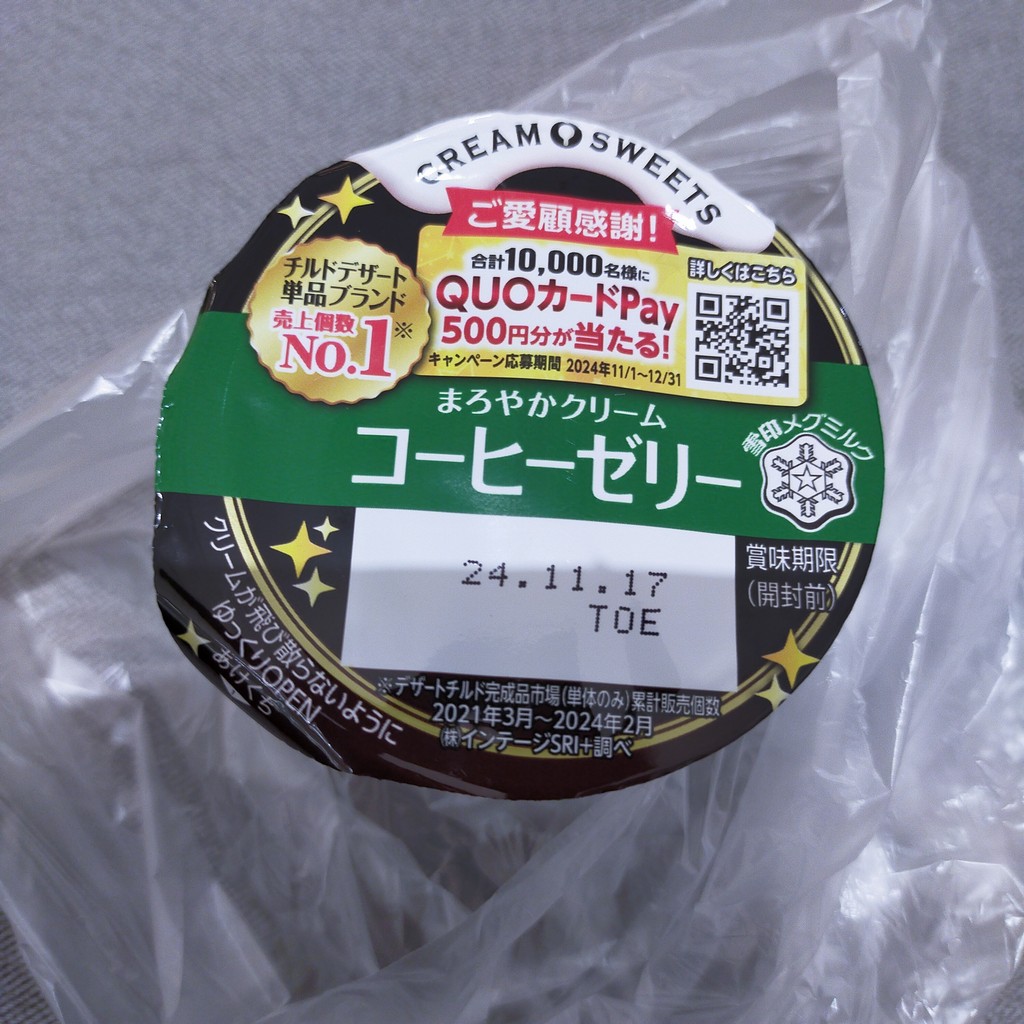 CREAM SWEETS
ご愛顧感謝!
チルドデザート
単品ブランド
売上個数
No.1※
合計10,000名様に
QUOカードPay
500円分が当たる!
キャンペーン応募期間 2024年11/1～12/31
詳しくはこちら
まろやかクリーム
コーヒーゼリー
雪印メグミルク
24.11.17
TOE
賞味期限
(開封前)
クリームが飛び散らないように
ゆっくりOPEN
あけくち
※デザートチルド完成品市場(単体のみ)累計販売個数
2021年3月～2024年2月
㈱インテージSRI+調べ